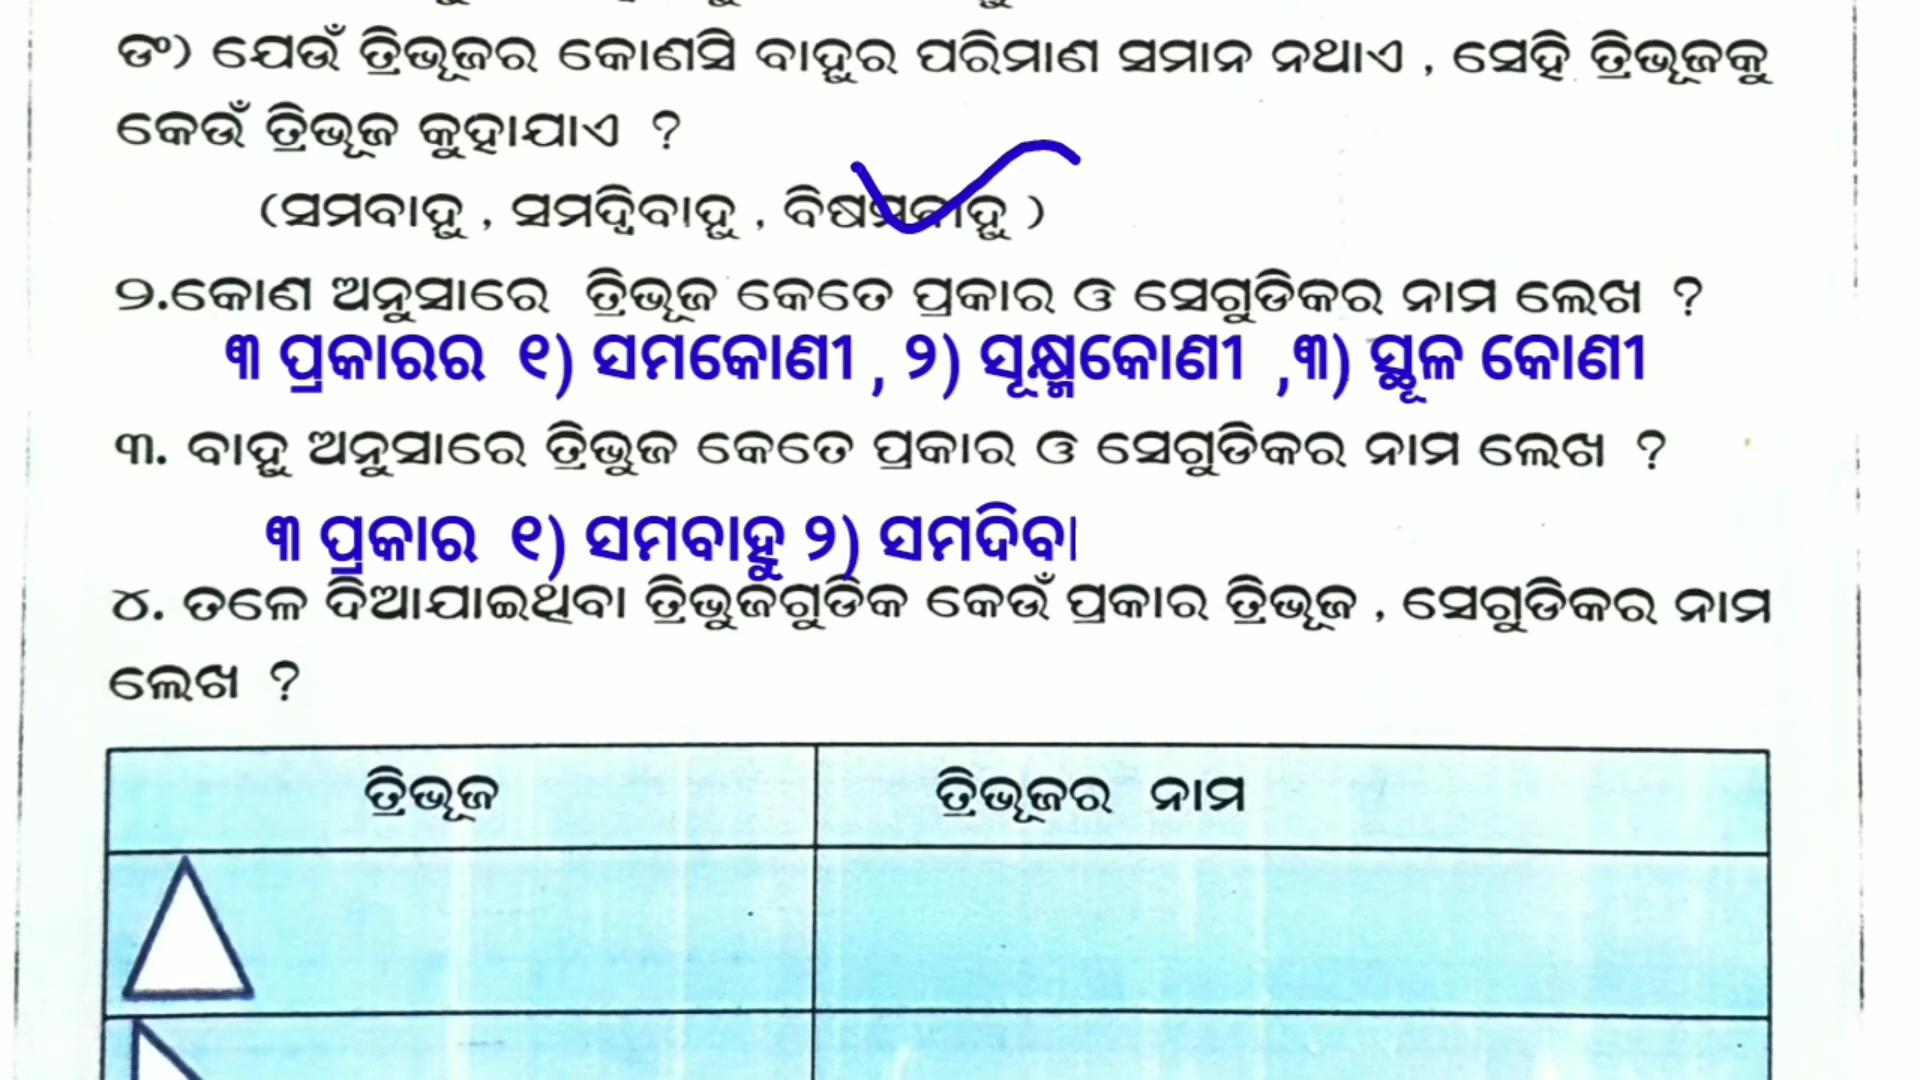 ଙ) ଯେଉଁ ତ୍ରିଭୂଜର କୋଣସି ବାହୁର ପରିମାଣ ସମାନ ନଥାଏ , ସେହି ତ୍ରିଭୂଜକୁ
କେଉଁ ତ୍ରିଭୂଜ କୁହାଯାଏ ?
(ସମବାହୁ , ସମଦ୍ୱିବାହୁ , ବିଷମବାହୁ )
୨.କୋଣ ଅନୁସାରେ ତ୍ରିଭୂଜ କେତେ ପ୍ରକାର ଓ ସେଗୁଡିକର ନାମ ଲେଖ ?
୩ ପ୍ରକାରର ୧) ସମକୋଣୀ , ୨) ସୂକ୍ଷ୍ମକୋଣୀ ,୩) ସ୍ଥୂଳ କୋଣୀ
୩. ବାହୁ ଅନୁସାରେ ତ୍ରିଭୁଜ କେତେ ପ୍ରକାର ଓ ସେଗୁଡିକର ନାମ ଲେଖ ?
୩ ପ୍ରକାର ୧) ସମବାହୁ ୨) ସମଦିବା
୪. ତଳେ ଦିଆଯାଇଥିବା ତ୍ରିଭୁଜଗୁଡିକ କେଉଁ ପ୍ରକାର ତ୍ରିଭୂଜ , ସେଗୁଡିକର ନାମ
ଲେଖ ?
ତ୍ରିଭୂଜ ତ୍ରିଭୂଜର ନାମ